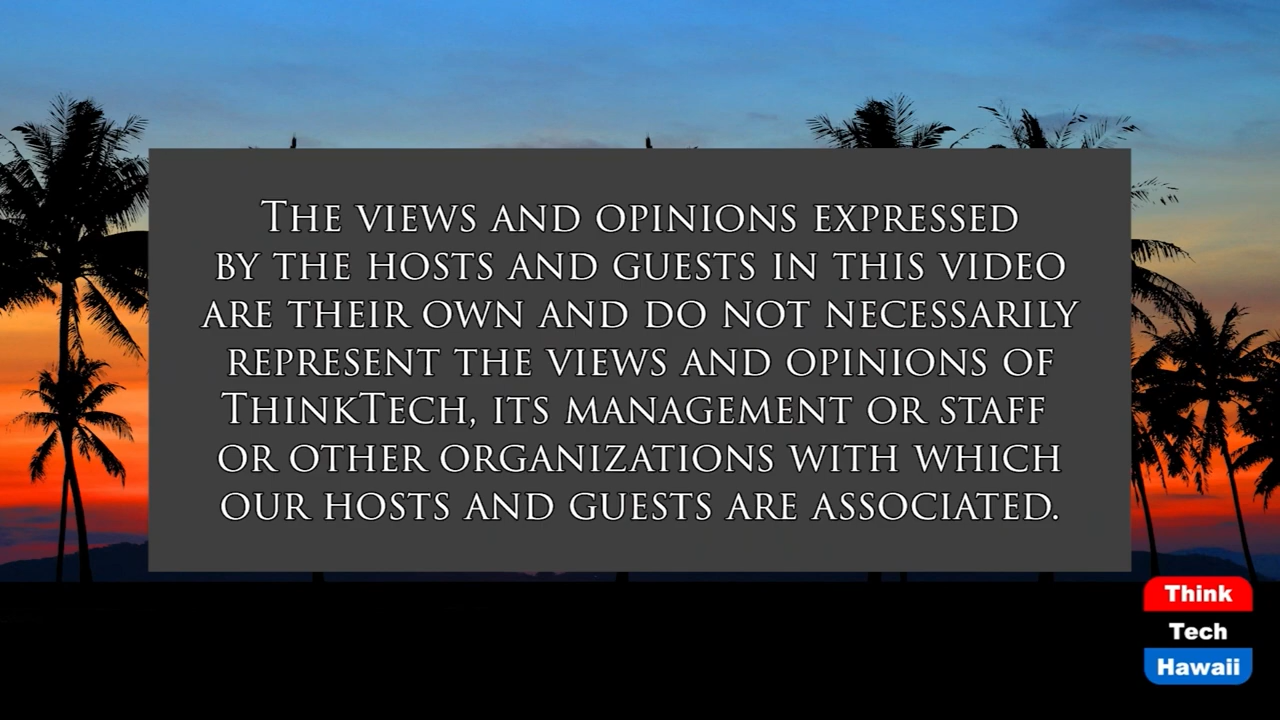 The views and opinions expressed
by the hosts and guests in this video
are their own and do not necessarily
represent the views and opinions of
ThinkTech, its management or staff
or other organizations with which
our hosts and guests are associated.
Think
Tech
Hawaii